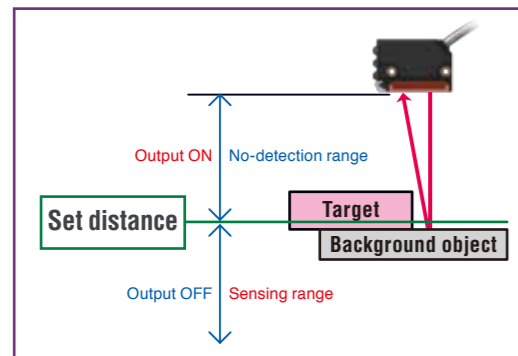 Output ON No-detection range
Target
Set distance
Background object
Output OFF Sensing range